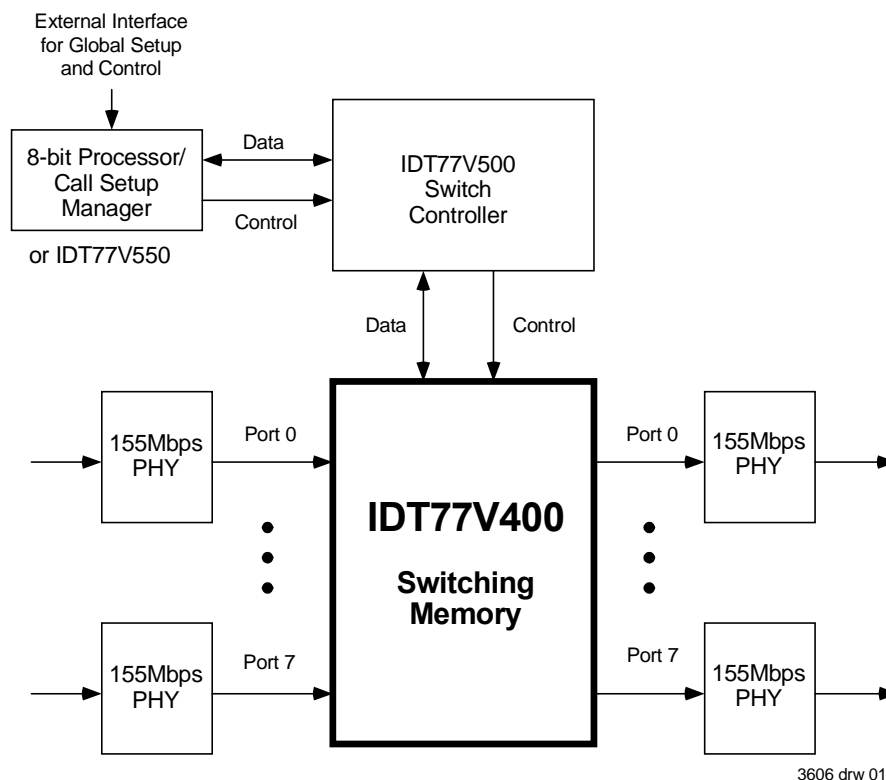 External Interface
for Global Setup
and Control
8-bit Processor/
Call Setup
Manager
or IDT77V550
Data
Control
IDT77V500
Switch
Controller
Data
Control
155Mbps
PHY
Port 0
Port 0
155Mbps
PHY
IDT77V400
Switching
Memory
155Mbps
PHY
Port 7
Port 7
155Mbps
PHY
3606 drw 01